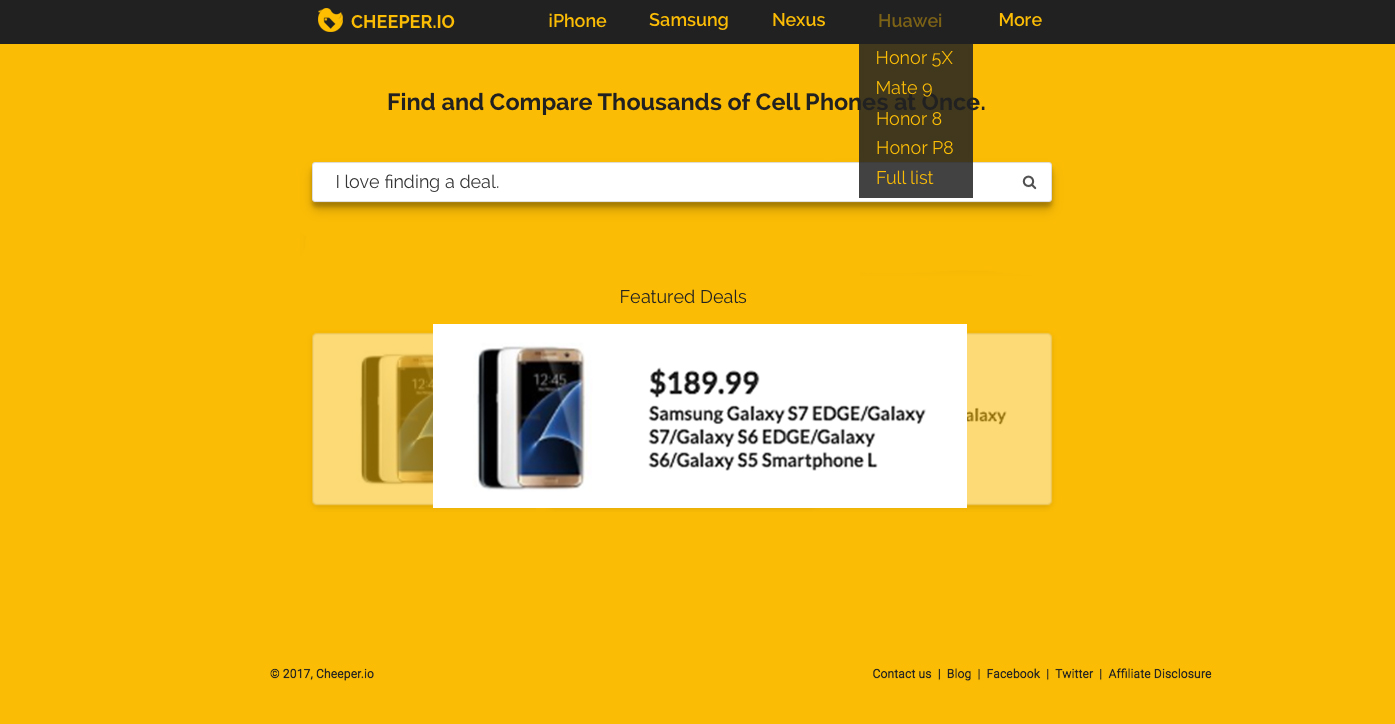 CHEEPER.IO
iPhone
Samsung
Nexus
Huawei
More
Honor 5X
Mate 9
Honor 8
Honor P8
Full list
Find and Compare Thousands of Cell Phones at Once.
I love finding a deal.
Featured Deals
12:45
12:45
$189.99
Samsung Galaxy S7 EDGE/Galaxy
S7/Galaxy S6 EDGE/Galaxy
S6/Galaxy S5 Smartphone L
alaxy
© 2017, Cheeper.io
Contact us | Blog | Facebook | Twitter | Affiliate Disclosure